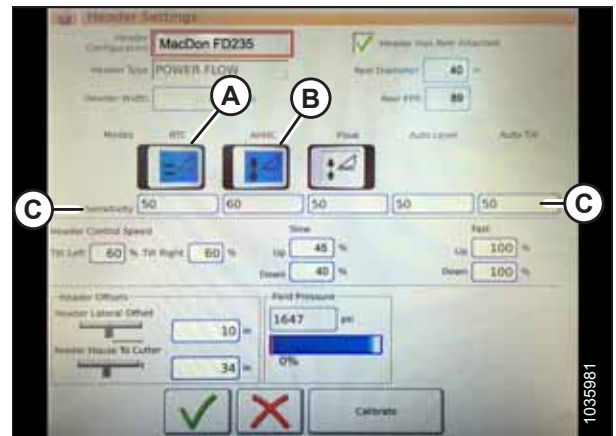 Header Settings
Header Configuration MacDon FD235 Header Has Reel Attached
Header Type POWER FLOW Reel Diameter 40 in
Header Width Reel PPR 89
A B
Modes RTC AHHC Float Auto Level Auto Tilt
C Sensitivity 50 60 50 50 50 C
Header Control Speed Slow Fast
Tilt Left 60 % Tilt Right 60 % Up 48 % Up 100 %
Down 40 % Down 100 %
Header Offsets Field Pressure
Header Lateral Offset 1647 psi
10 in
Feeder House To Cutter 0%
34 in
Calibrate
1035981